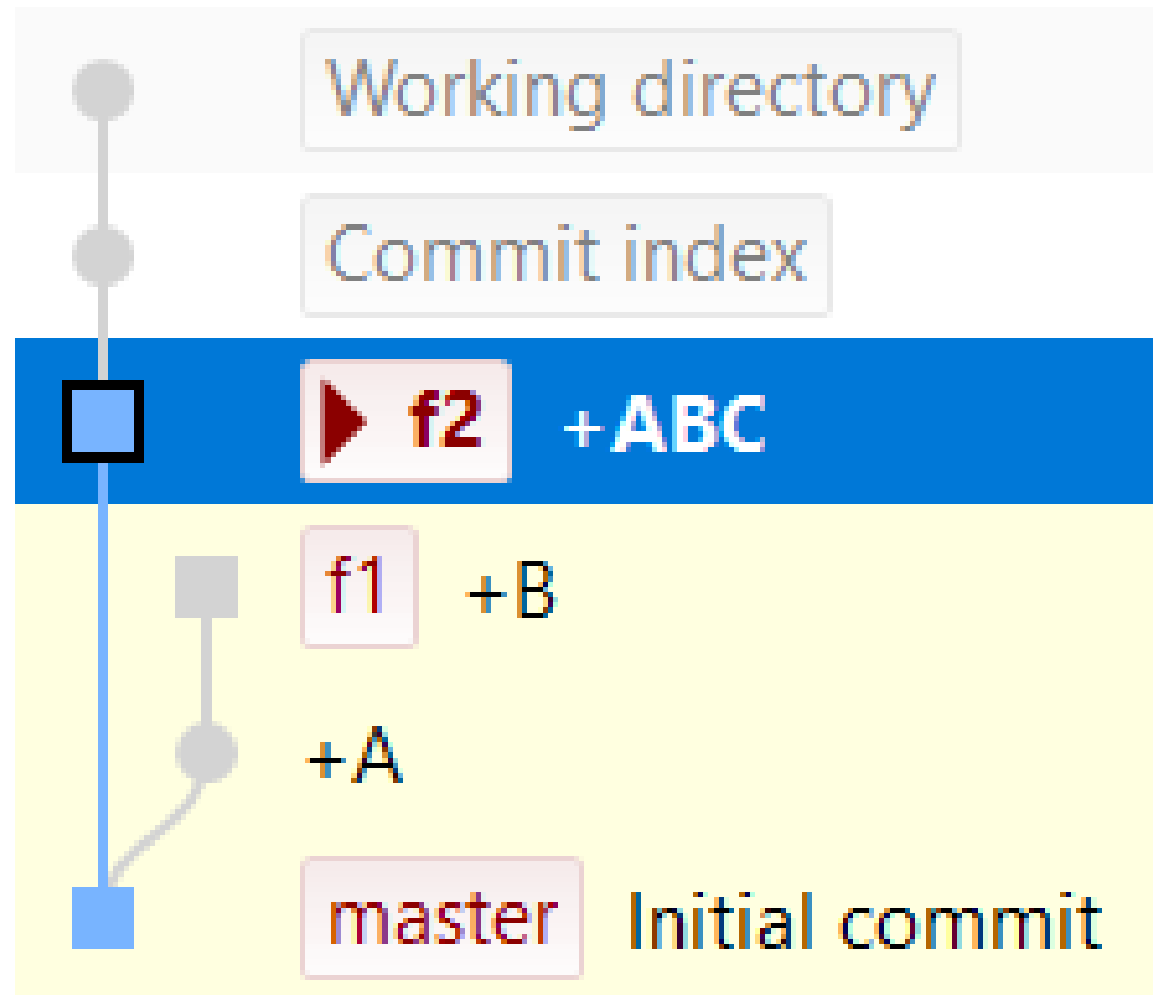 Working directory
Commit index
f2 +ABC
f1 +B
+A
master Initial commit